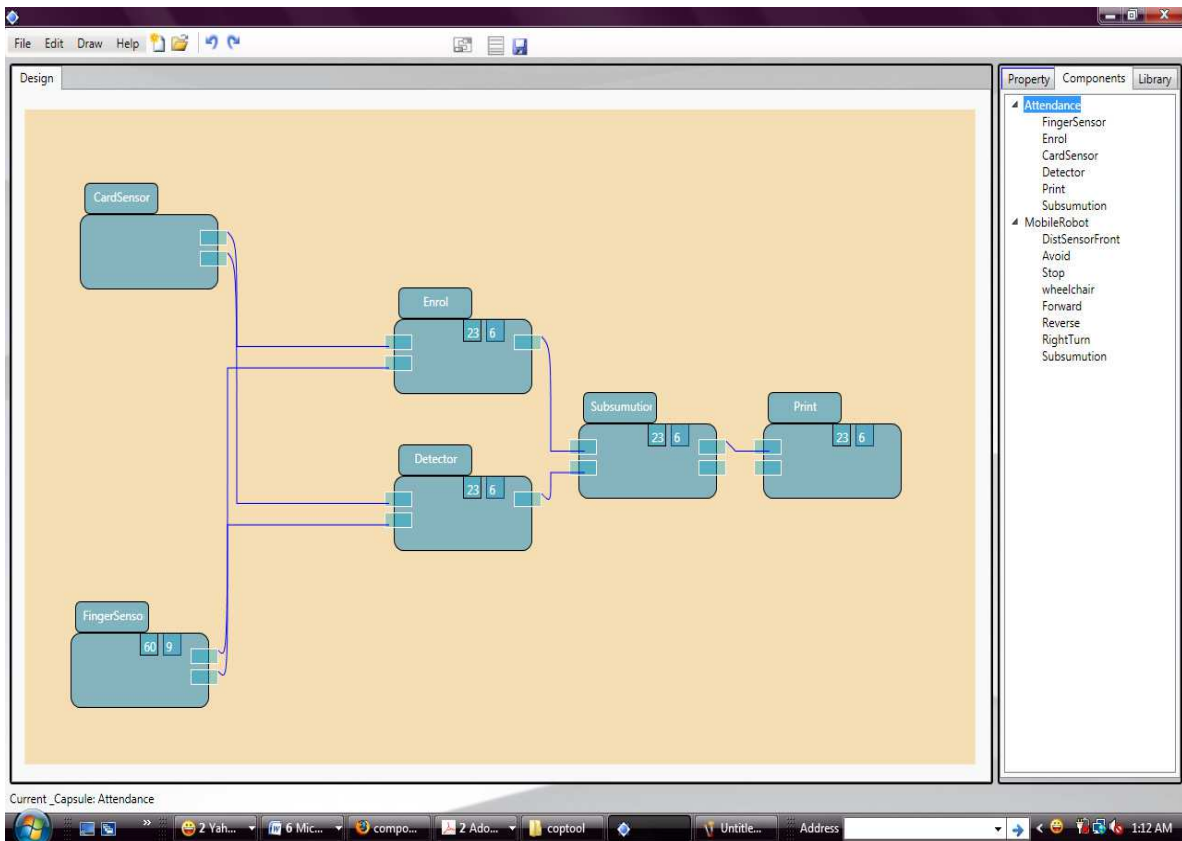 File Edit Draw Help
Design
Property Components Library
Attendance
FingerSensor
Enrol
CardSensor
Detector
Print
Subsumution
MobileRobot
DistSensorFront
Avoid
Stop
wheelchair
Forward
Reverse
RightTurn
Subsumution
CardSensor
Enrol
23 6
Subsumution
23 6
Print
23 6
Detector
23 6
FingerSenso
60 9
Current _Capsule: Attendance
» 2 Yah... 6 Mic... compo... 2 Ado... coptool Untitle... Address < 1:12 AM